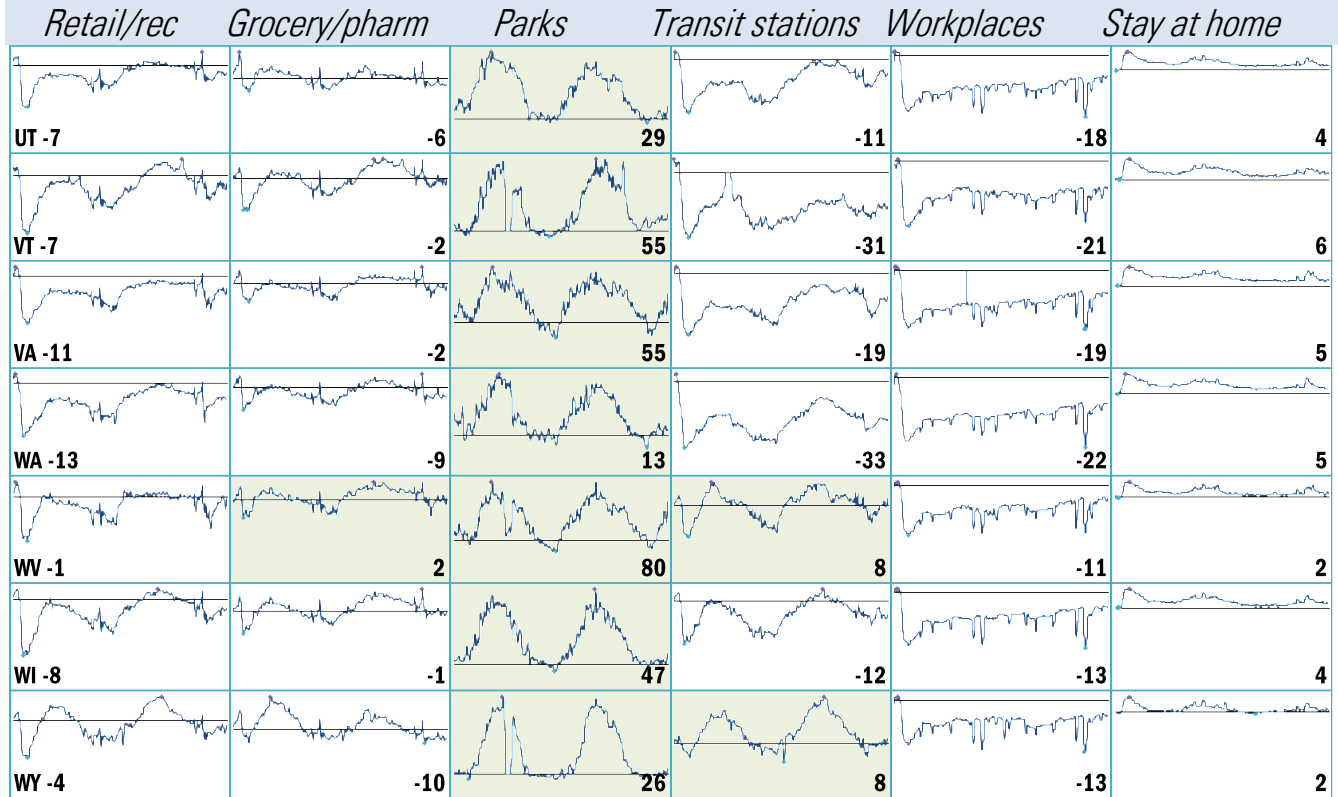 Retail/rec Grocery/pharm Parks Transit stations Workplaces Stay at home
UT -7 -6 29 -11 -18 4
VT -7 -2 55 -31 -21 6
VA -11 -2 55 -19 -19 5
WA -13 -9 13 -33 -22 5
WV -1 2 80 8 -11 2
WI -8 -1 47 -12 -13 4
WY -4 -10 26 8 -13 2